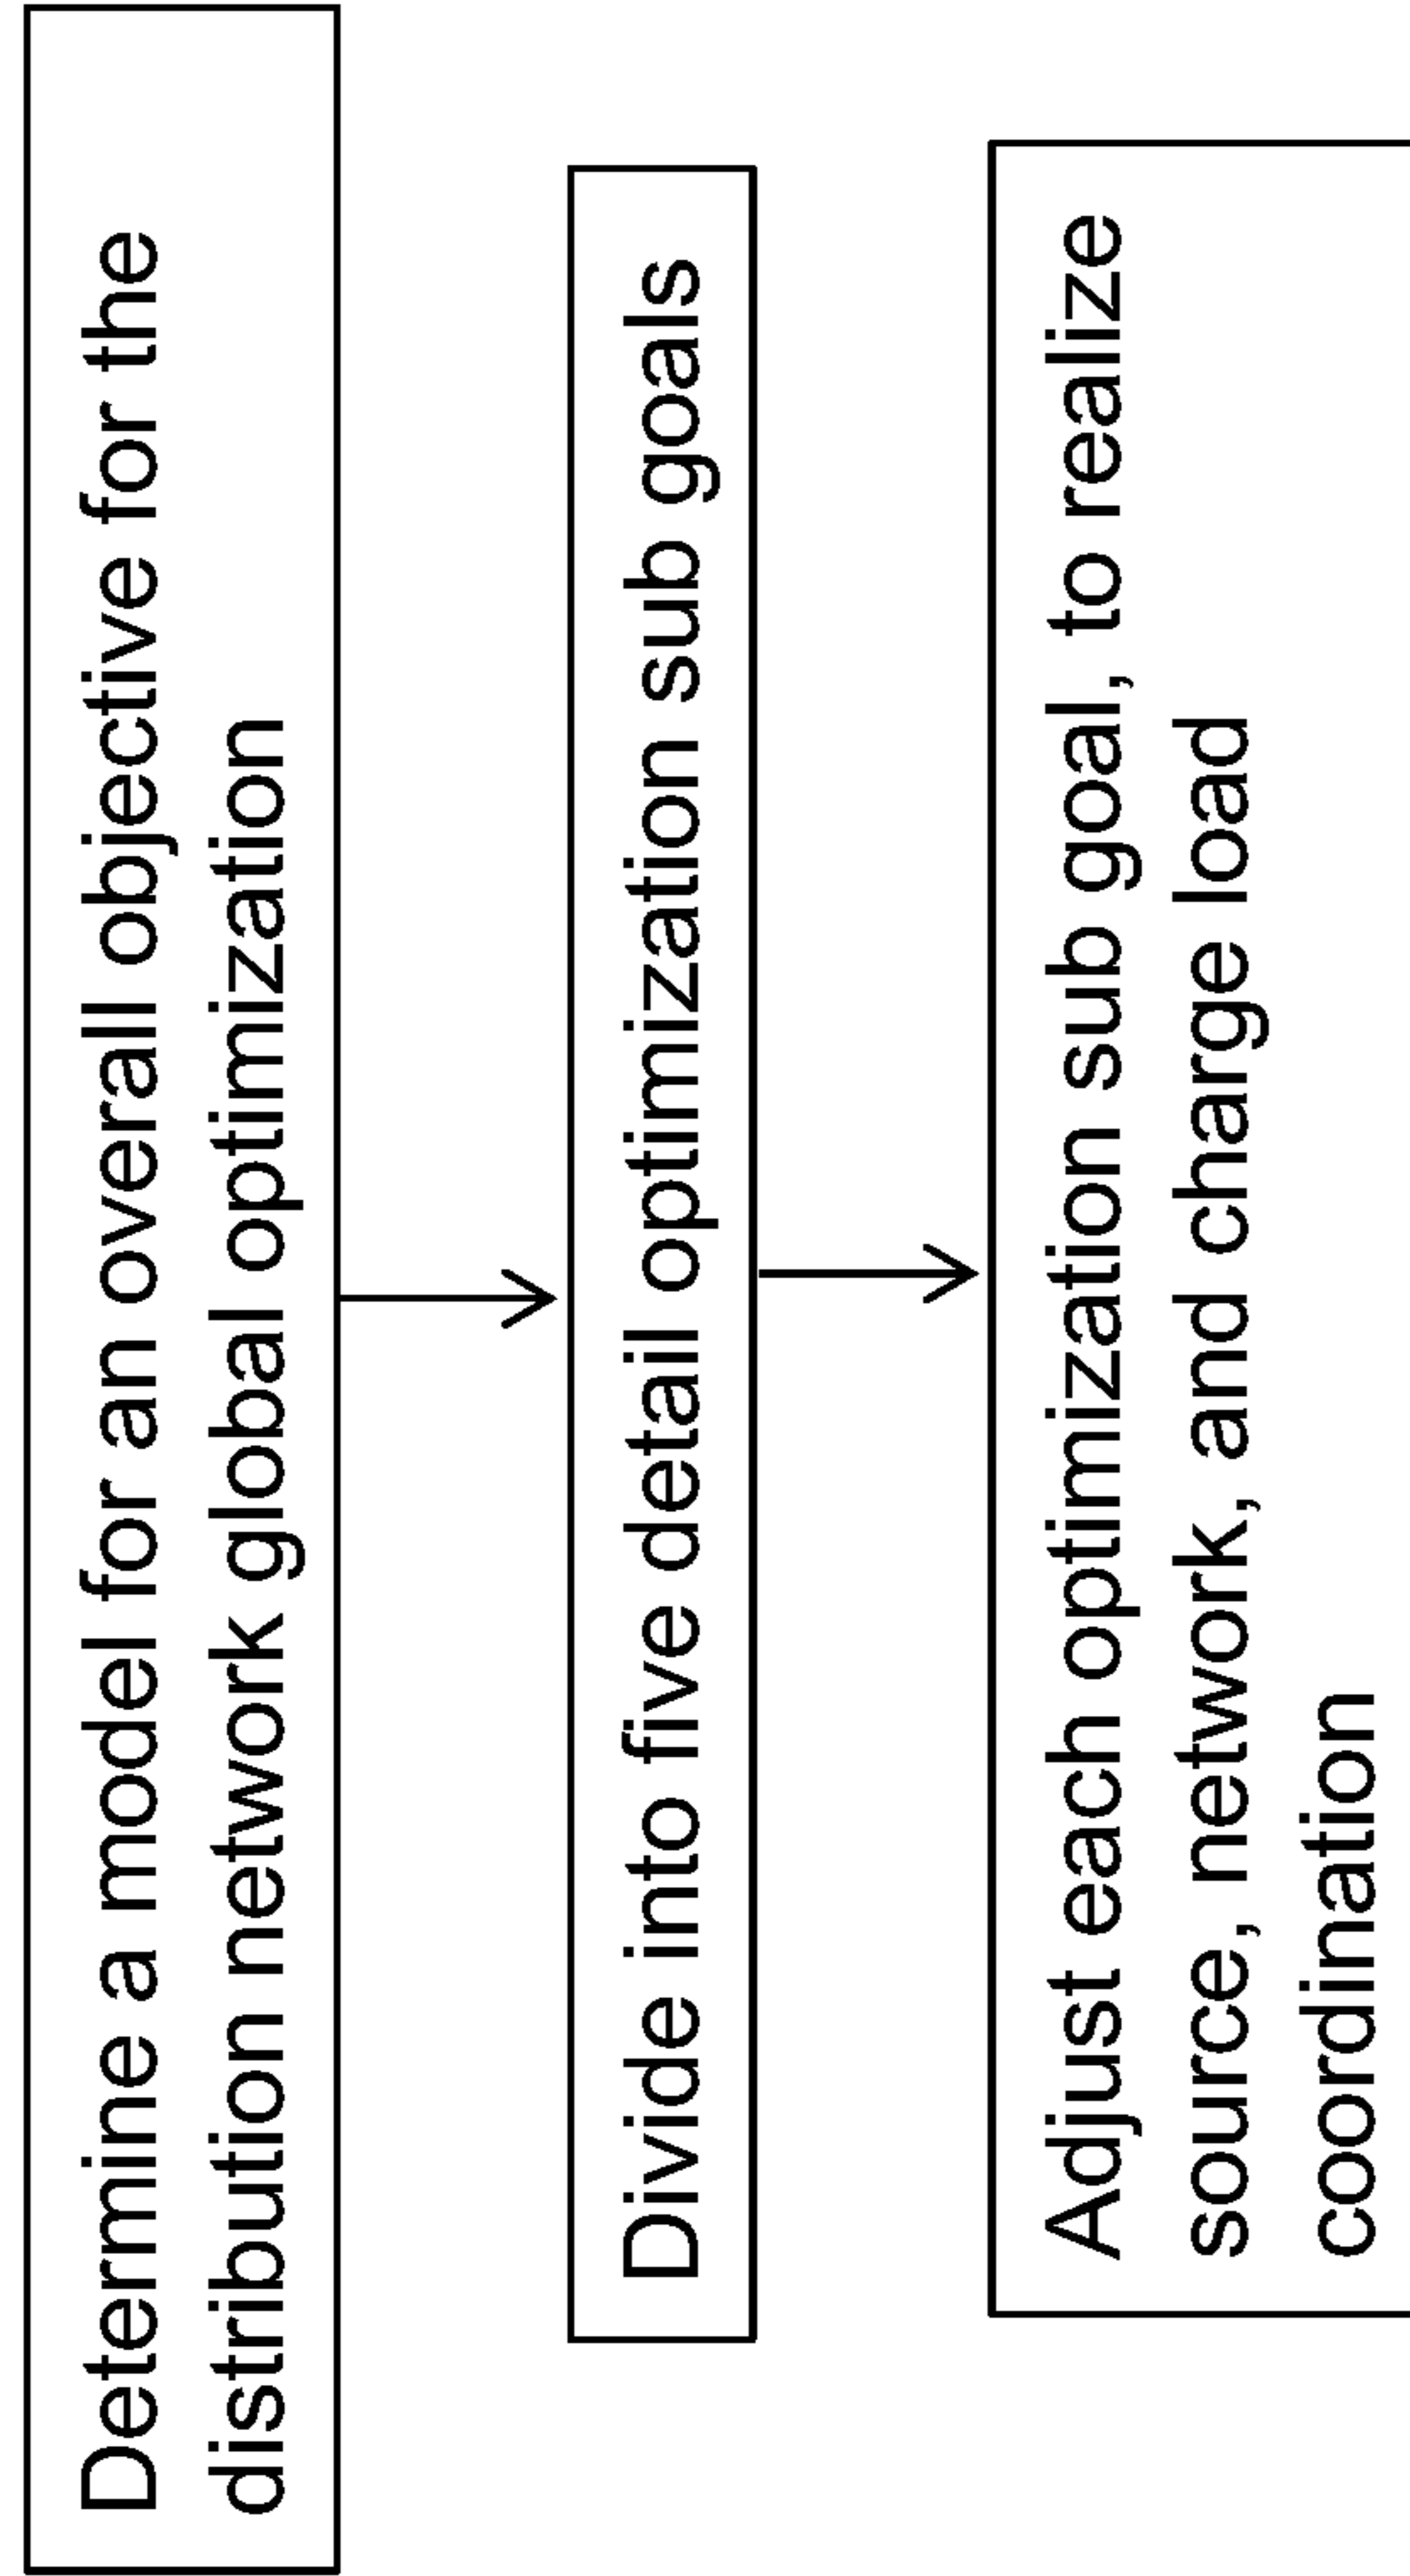 Determine a model for an overall objective for the
distribution network global optimization
Divide into five detail optimization sub goals
Adjust each optimization sub goal, to realize
source, network, and charge load
coordination